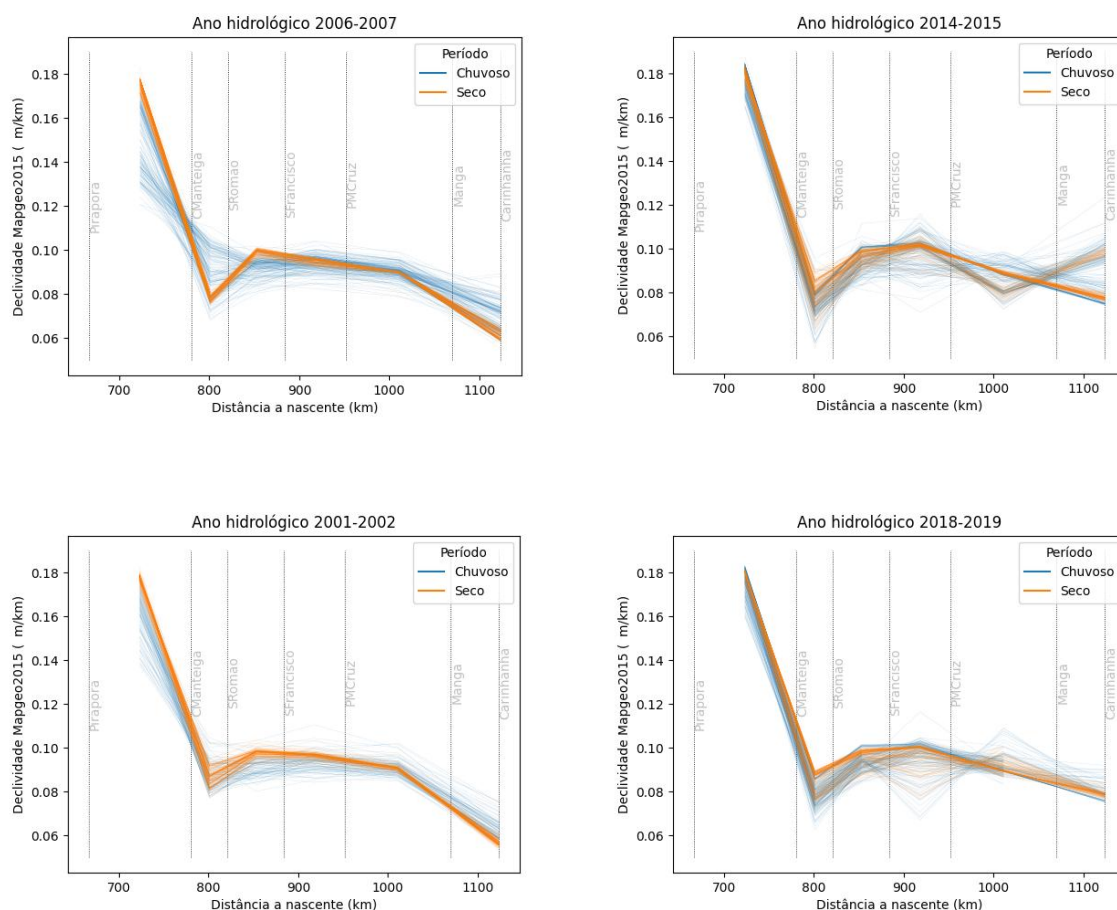 Ano hidrológico 2006-2007
Declividade Mapgeo2015 ( m/km)
0.18
0.16
0.14
0.12
0.10
0.08
0.06
Período
Chuvoso
Seco
Pirapora
CManteiga
SRomao
SFrancisco
PMCruz
Manga
Carinhanha
700 800 900 1000 1100
Distância a nascente (km)
Ano hidrológico 2014-2015
Declividade Mapgeo2015 ( m/km)
0.18
0.16
0.14
0.12
0.10
0.08
0.06
Período
Chuvoso
Seco
Pirapora
CManteiga
SRomao
SFrancisco
PMCruz
Manga
Carinhanha
700 800 900 1000 1100
Distância a nascente (km)
Ano hidrológico 2001-2002
Declividade Mapgeo2015 ( m/km)
0.18
0.16
0.14
0.12
0.10
0.08
0.06
Período
Chuvoso
Seco
Pirapora
CManteiga
SRomao
SFrancisco
PMCruz
Manga
Carinhanha
700 800 900 1000 1100
Distância a nascente (km)
Ano hidrológico 2018-2019
Declividade Mapgeo2015 ( m/km)
0.18
0.16
0.14
0.12
0.10
0.08
0.06
Período
Chuvoso
Seco
Pirapora
CManteiga
SRomao
SFrancisco
PMCruz
Manga
Carinhanha
700 800 900 1000 1100
Distância a nascente (km)